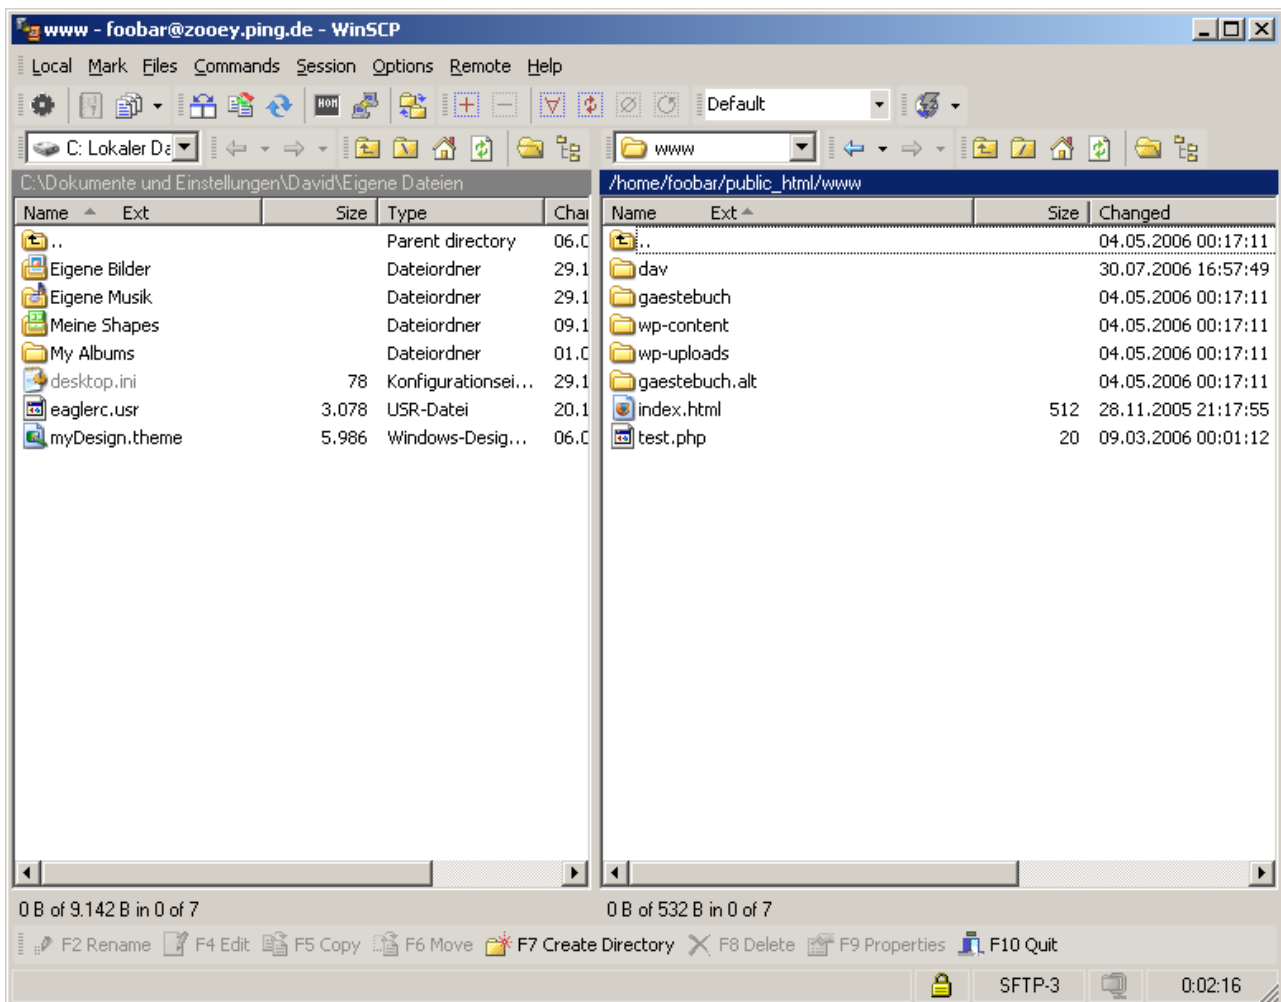 www - foobar@zooey.ping.de - WinSCP
Local Mark Files Commands Session Options Remote Help
Default
C: Lokaler Da www
C:\Dokumente und Einstellungen\David\Eigene Dateien /home/foobar/public_html/www
Name Ext Size Type Chan Name Ext Size Changed
.. Parent directory 06.0 .. 04.05.2006 00:17:11
Eigene Bilder Dateiordner 29.1 dav 30.07.2006 16:57:49
Eigene Musik Dateiordner 29.1 gaestebuch 04.05.2006 00:17:11
Meine Shapes Dateiordner 09.1 wp-content 04.05.2006 00:17:11
My Albums Dateiordner 01.0 wp-uploads 04.05.2006 00:17:11
desktop.ini 78 Konfigurationsei... 29.1 gaestebuch.alt 04.05.2006 00:17:11
eaglerc.usr 3.078 USR-Datei 20.1 index.html 512 28.11.2005 21:17:55
myDesign.theme 5.986 Windows-Desig... 06.0 test.php 20 09.03.2006 00:01:12
0 B of 9.142 B in 0 of 7 0 B of 532 B in 0 of 7
F2 Rename F4 Edit F5 Copy F6 Move F7 Create Directory F8 Delete F9 Properties F10 Quit
SFTP-3 0:02:16